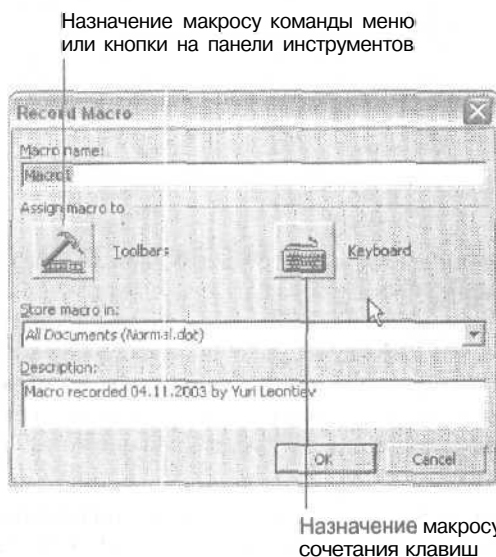 Назначение макросу команды меню
или кнопки на панели инструментов
Record Macro
Macro name:
Macro1
Assign macro to
Toolbars
Keyboard
Store macro in:
All Documents (Normal.dot)
Description:
Macro recorded 04.11.2003 by Yuri Leontiev
OK
Cancel
Назначение макросу
сочетания клавиш